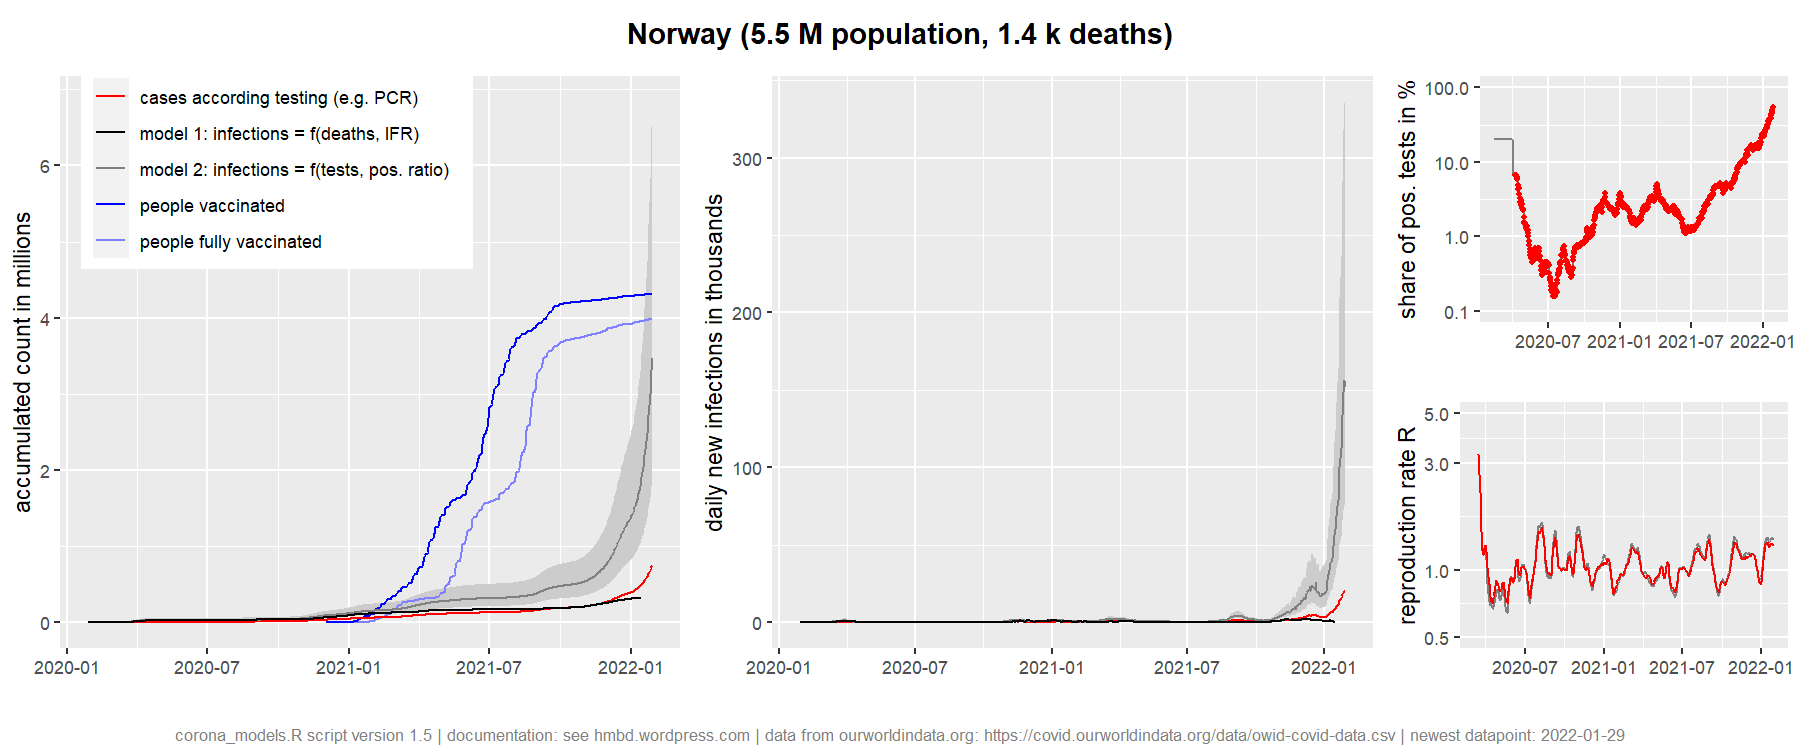 Norway (5.5 M population, 1.4 k deaths)
cases according testing (e.g. PCR)
model 1: infections = f(deaths, IFR)
model 2: infections = f(tests, pos. ratio)
people vaccinated
people fully vaccinated
accumulated count in millions
6
4
2
0
2020-01 2020-07 2021-01 2021-07 2022-01
daily new infections in thousands
300
200
100
0
2020-01 2020-07 2021-01 2021-07 2022-01
share of pos. tests in %
100.0
10.0
1.0
0.1
2020-07 2021-01 2021-07 2022-01
reproduction rate R
5.0
3.0
1.0
0.5
2020-07 2021-01 2021-07 2022-01
corona_models.R script version 1.5 | documentation: see hmbd.wordpress.com | data from ourworldindata.org: https://covid.ourworldindata.org/data/owid-covid-data.csv | newest datapoint: 2022-01-29